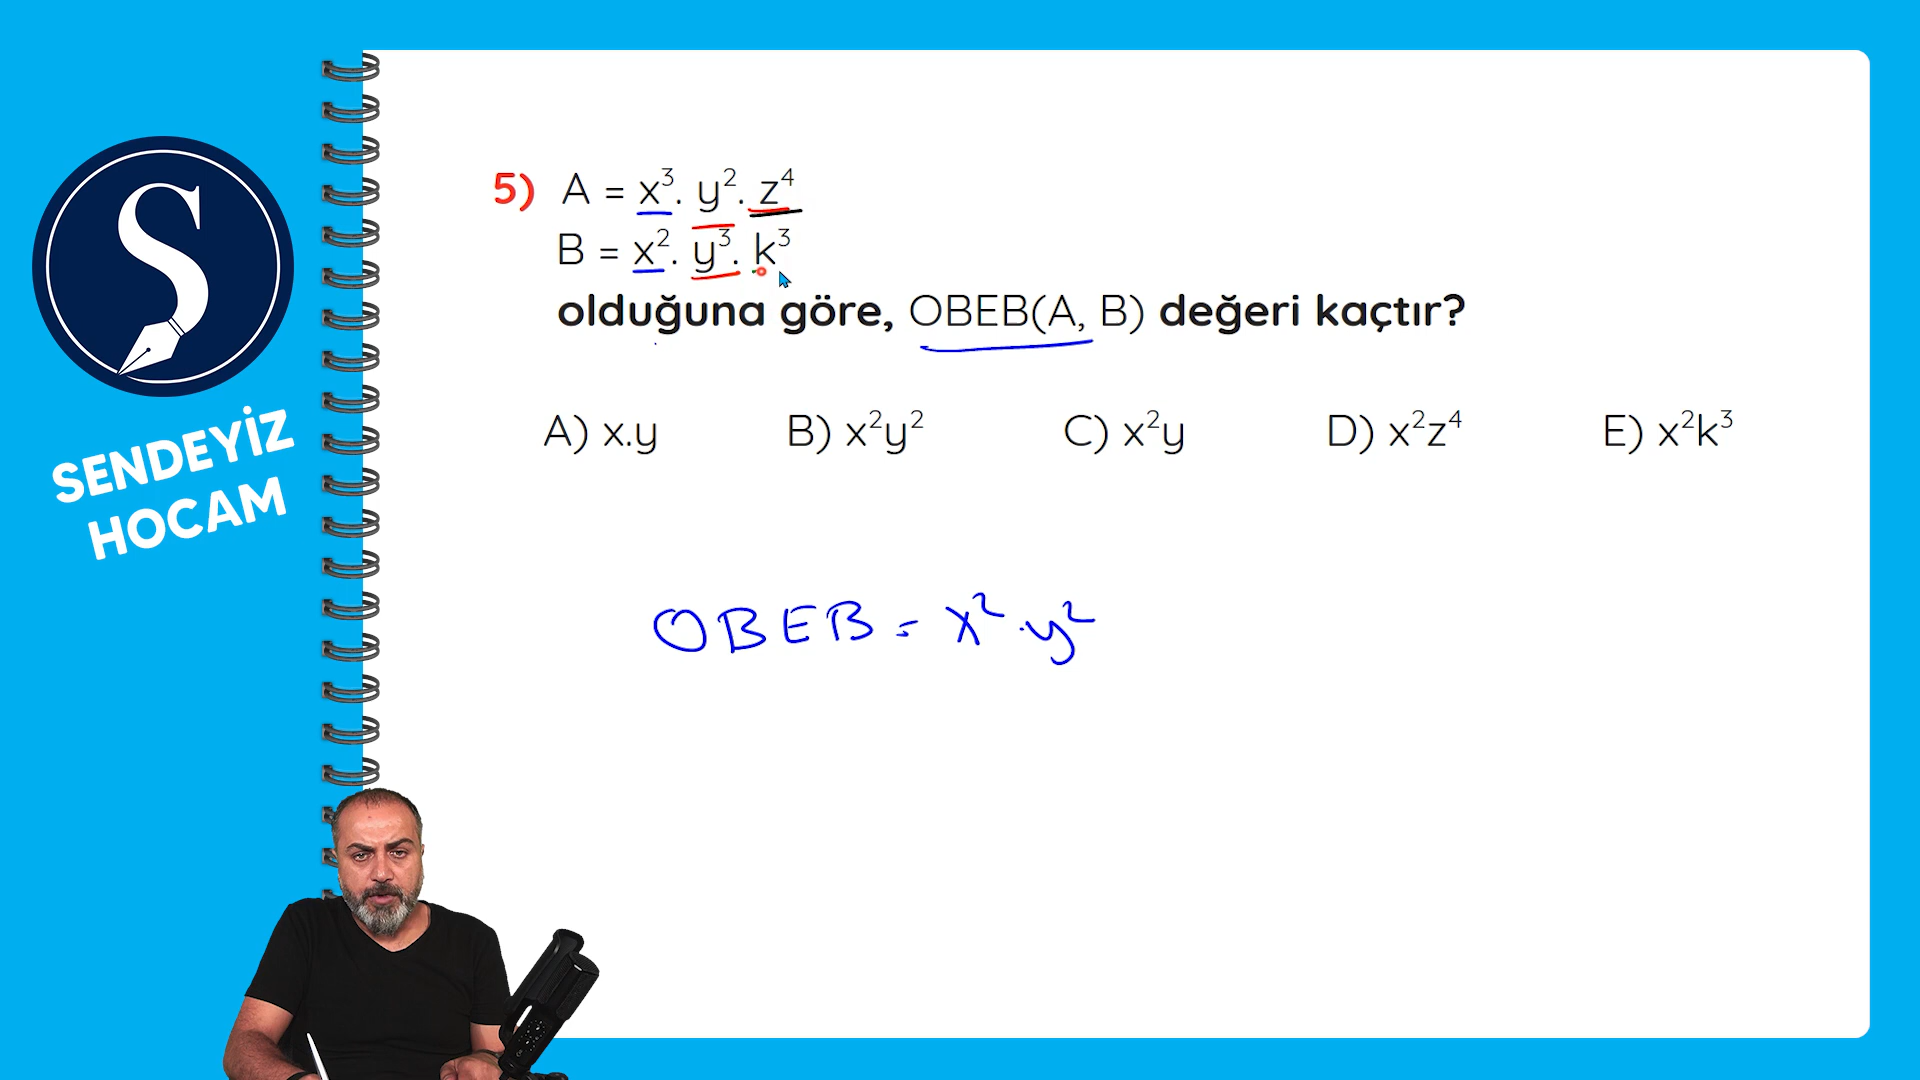 SENDEYİZ
HOCAM
5) A = x³. y². z⁴
B = x². y³. k³
olduğuna göre, OBEB(A, B) değeri kaçtır?
A) x.y B) x²y² C) x²y D) x²z⁴ E) x²k³
OBEB = x².y²